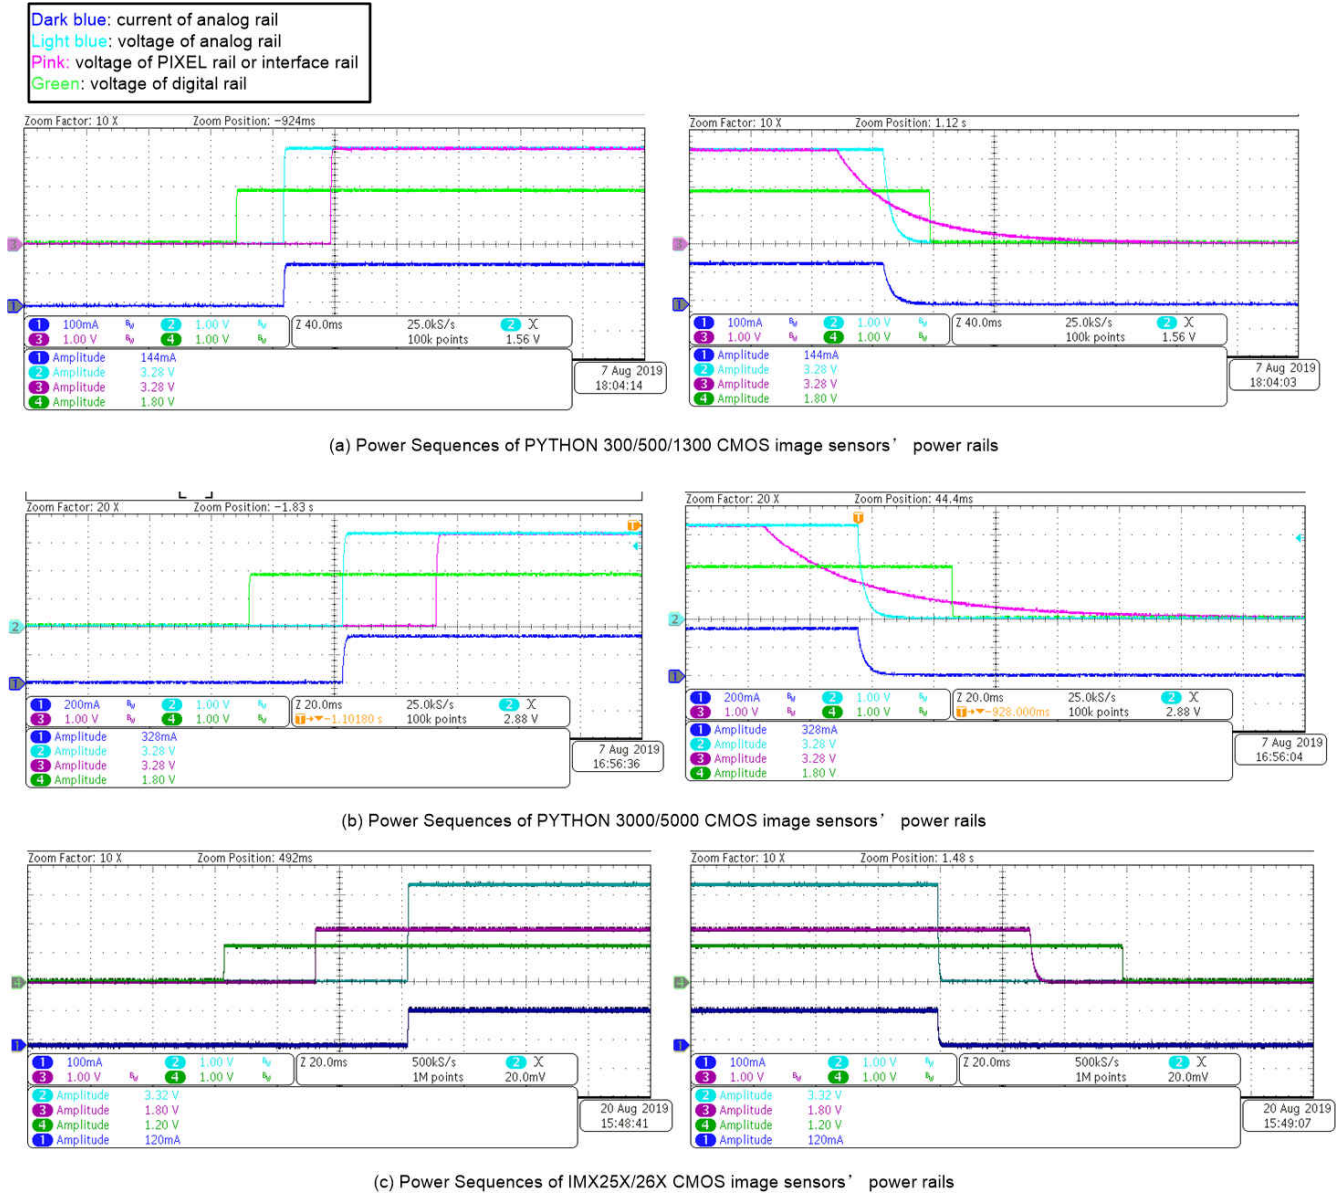 Dark blue: current of analog rail
Light blue: voltage of analog rail
Pink: voltage of PIXEL rail or interface rail
Green: voltage of digital rail
Zoom Factor: 10 X Zoom Position: -924ms
3
1
1 100mA 2 1.00 V Z 40.0ms 25.0kS/s 2
3 1.00 V 4 1.00 V 100k points 1.56 V
1 Amplitude 144mA
2 Amplitude 3.28 V
3 Amplitude 3.28 V
4 Amplitude 1.80 V
7 Aug 2019
18:04:14
Zoom Factor: 10 X Zoom Position: 1.12 s
3
1
1 100mA 2 1.00 V Z 40.0ms 25.0kS/s 2
3 1.00 V 4 1.00 V 100k points 1.56 V
1 Amplitude 144mA
2 Amplitude 3.28 V
3 Amplitude 3.28 V
4 Amplitude 1.80 V
7 Aug 2019
18:04:03
(a) Power Sequences of PYTHON 300/500/1300 CMOS image sensors' power rails
Zoom Factor: 20 X Zoom Position: -1.83 s
T
2
1
1 200mA 2 1.00 V Z 20.0ms 25.0kS/s 2
3 1.00 V 4 1.00 V T→▼-1.10180 s 100k points 2.88 V
1 Amplitude 328mA
2 Amplitude 3.28 V
3 Amplitude 3.28 V
4 Amplitude 1.80 V
7 Aug 2019
16:56:36
Zoom Factor: 20 X Zoom Position: 44.4ms
T
2
1
1 200mA 2 1.00 V Z 20.0ms 25.0kS/s 2
3 1.00 V 4 1.00 V T→▼-928.000ms 100k points 2.88 V
1 Amplitude 328mA
2 Amplitude 3.28 V
3 Amplitude 3.28 V
4 Amplitude 1.80 V
7 Aug 2019
16:56:04
(b) Power Sequences of PYTHON 3000/5000 CMOS image sensors' power rails
Zoom Factor: 10 X Zoom Position: 492ms
4
1
1 100mA 2 1.00 V Z 20.0ms 500kS/s 2
3 1.00 V 4 1.00 V 1M points 20.0mV
2 Amplitude 3.32 V
3 Amplitude 1.80 V
4 Amplitude 1.20 V
1 Amplitude 120mA
20 Aug 2019
15:48:41
Zoom Factor: 10 X Zoom Position: 1.48 s
4
1
1 100mA 2 1.00 V Z 20.0ms 500kS/s 2
3 1.00 V 4 1.00 V 1M points 20.0mV
2 Amplitude 3.32 V
3 Amplitude 1.80 V
4 Amplitude 1.20 V
1 Amplitude 120mA
20 Aug 2019
15:49:07
(c) Power Sequences of IMX25X/26X CMOS image sensors' power rails